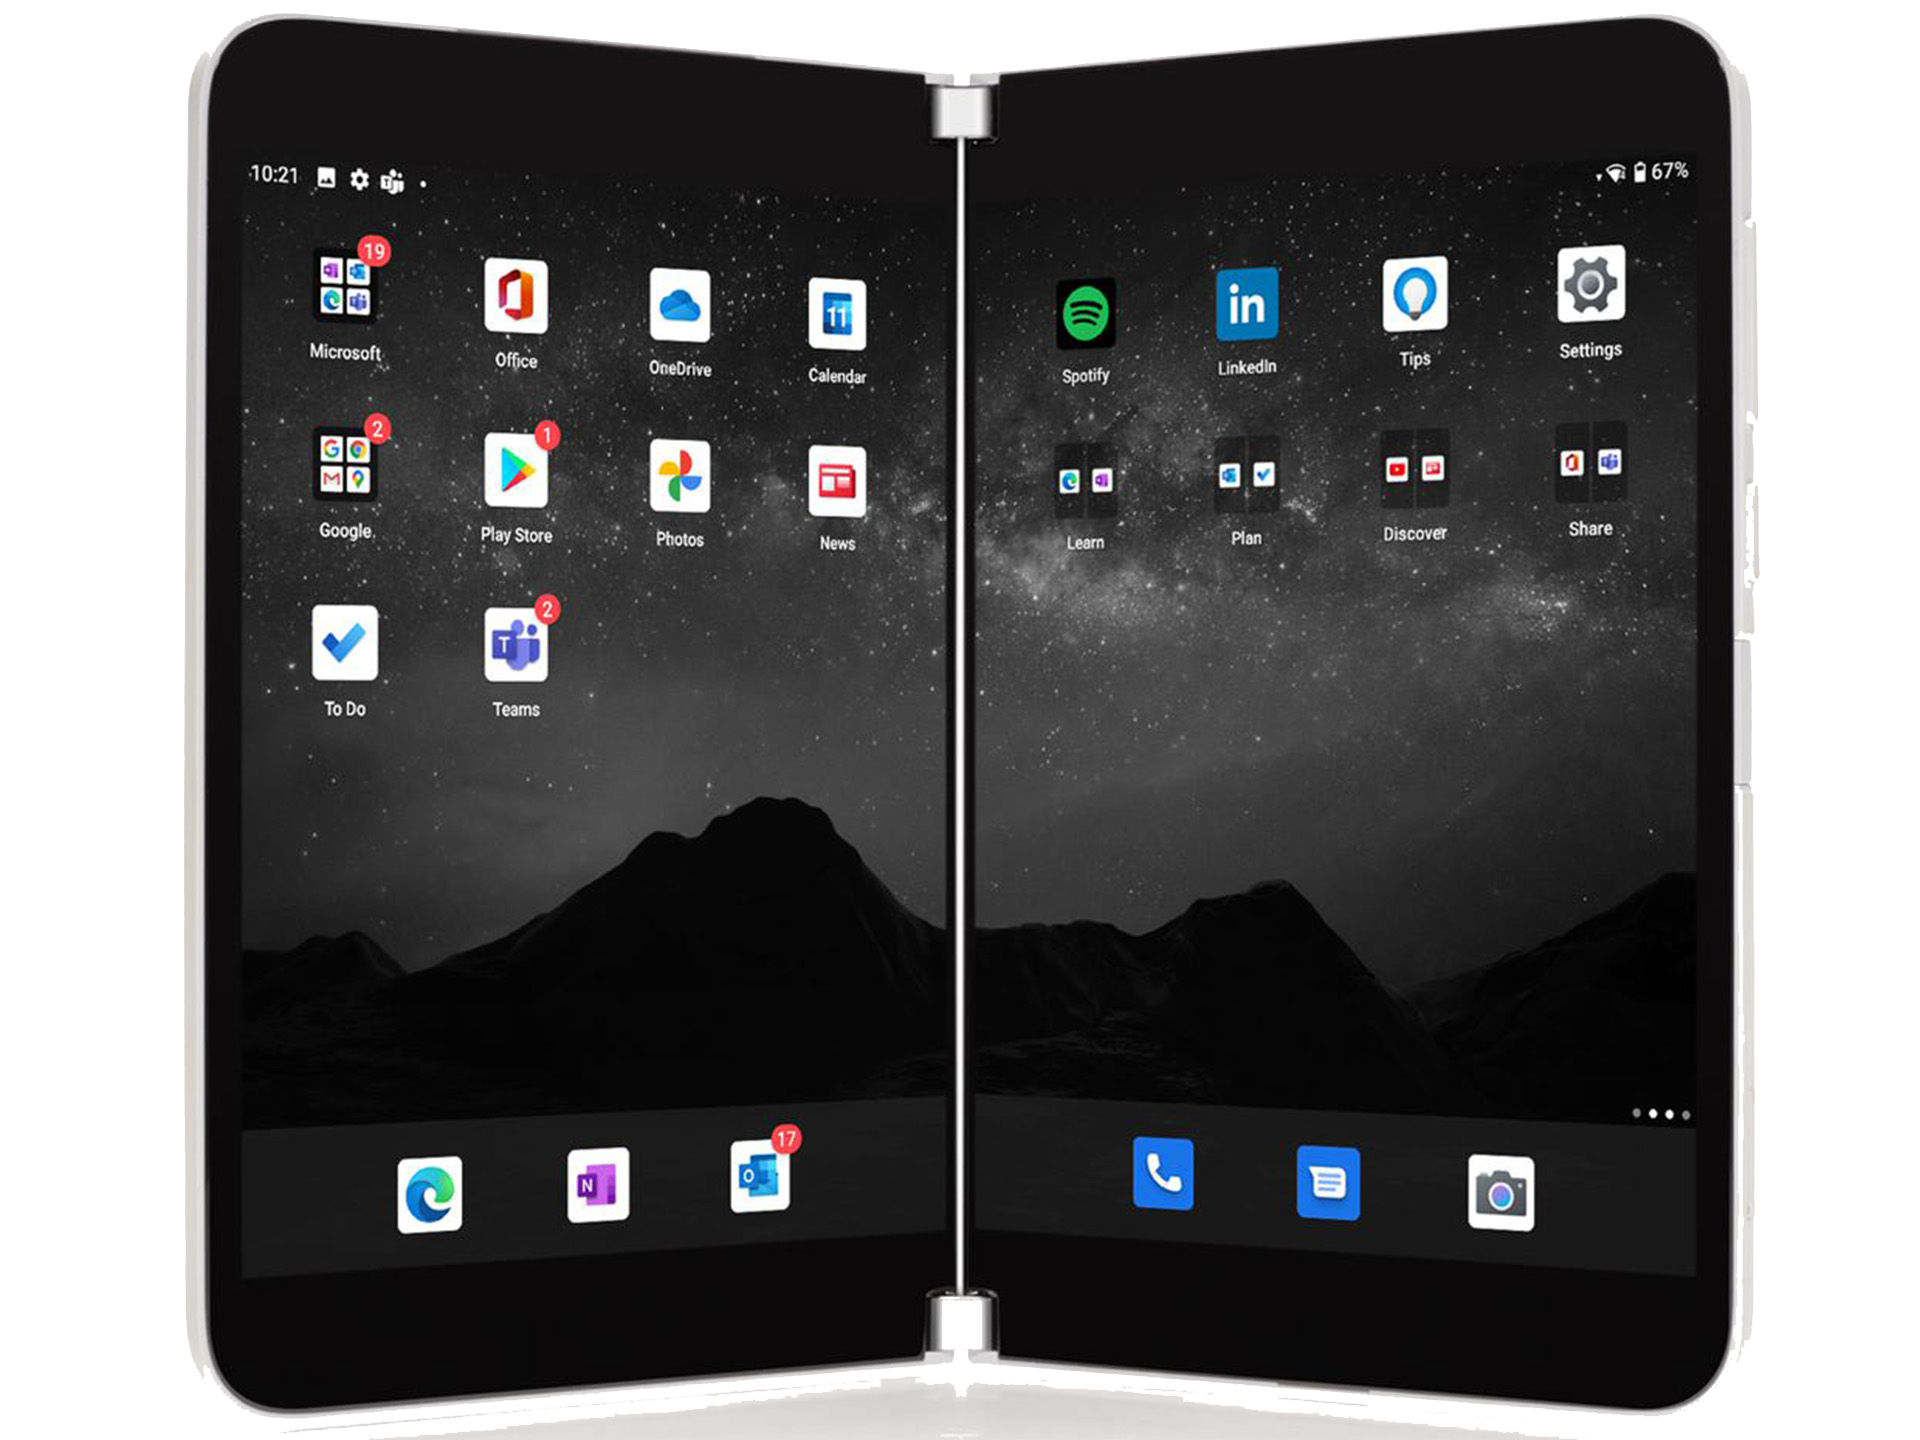 10:21
67%
19
Microsoft
Office
OneDrive
11
Calendar
Spotify
in
LinkedIn
Tips
Settings
2
Google
1
Play Store
Photos
News
Learn
Plan
Discover
Share
To Do
2
T
Teams
N
17
O